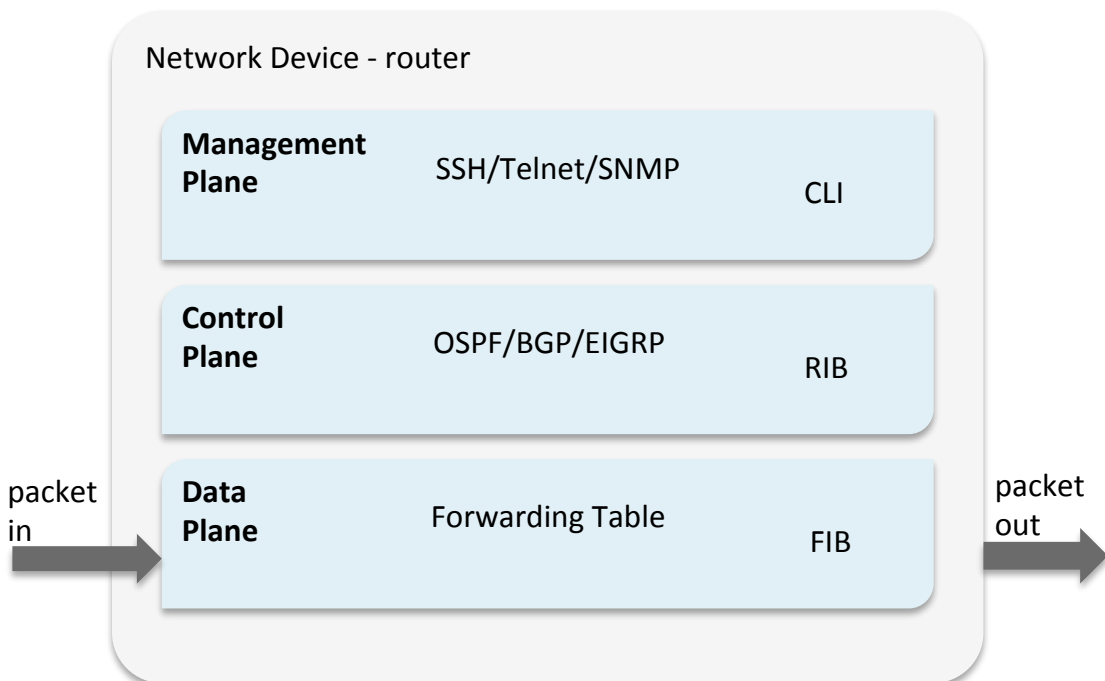 Network Device - router
Management
Plane
SSH/Telnet/SNMP
CLI
Control
Plane
OSPF/BGP/EIGRP
RIB
packet
in
Data
Plane
Forwarding Table
FIB
packet
out